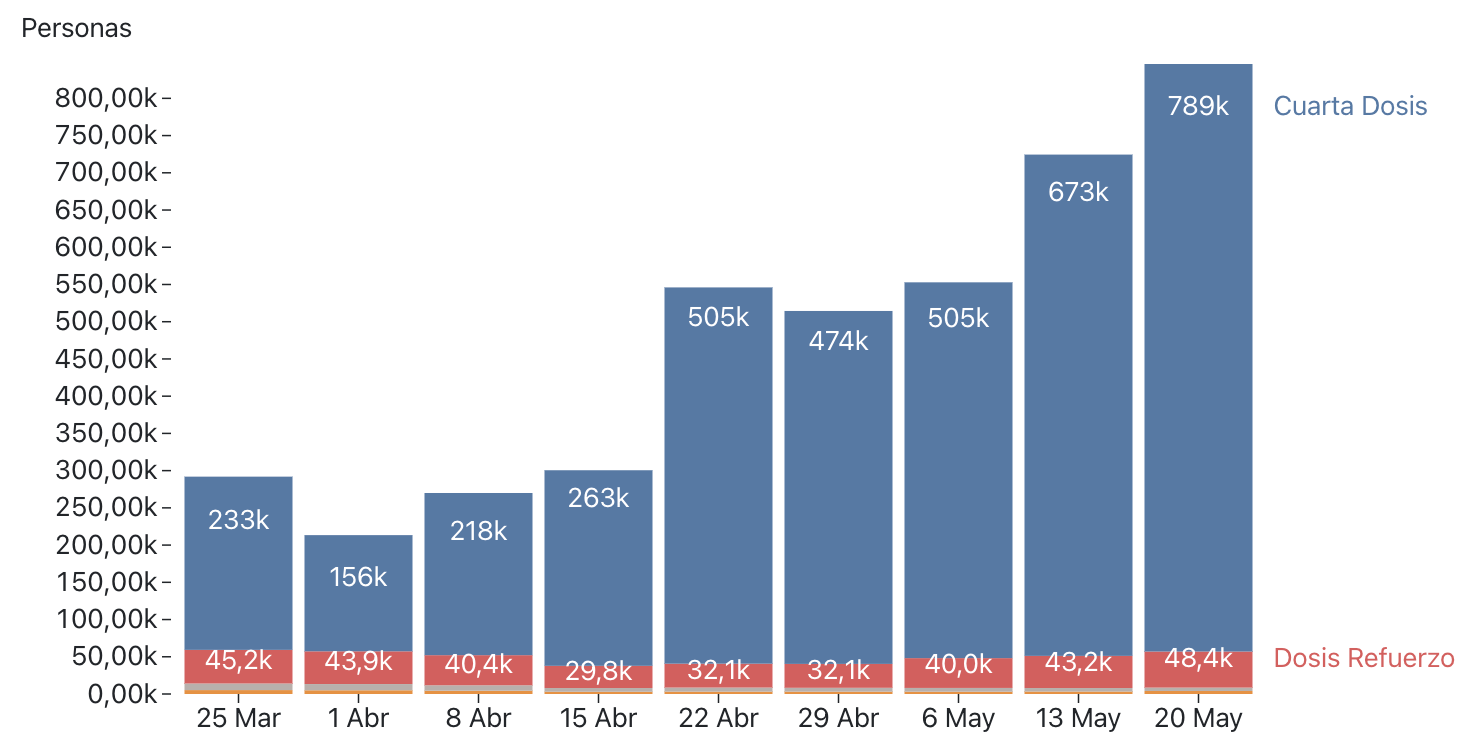 Personas
800,00k
750,00k
700,00k
650,00k
600,00k
550,00k
500,00k
450,00k
400,00k
350,00k
300,00k
250,00k
200,00k
150,00k
100,00k
50,00k
0,00k
233k
156k
218k
263k
505k
474k
505k
673k
789k
Cuarta Dosis
45,2k
43,9k
40,4k
29,8k
32,1k
32,1k
40,0k
43,2k
48,4k
Dosis Refuerzo
25 Mar
1 Abr
8 Abr
15 Abr
22 Abr
29 Abr
6 May
13 May
20 May